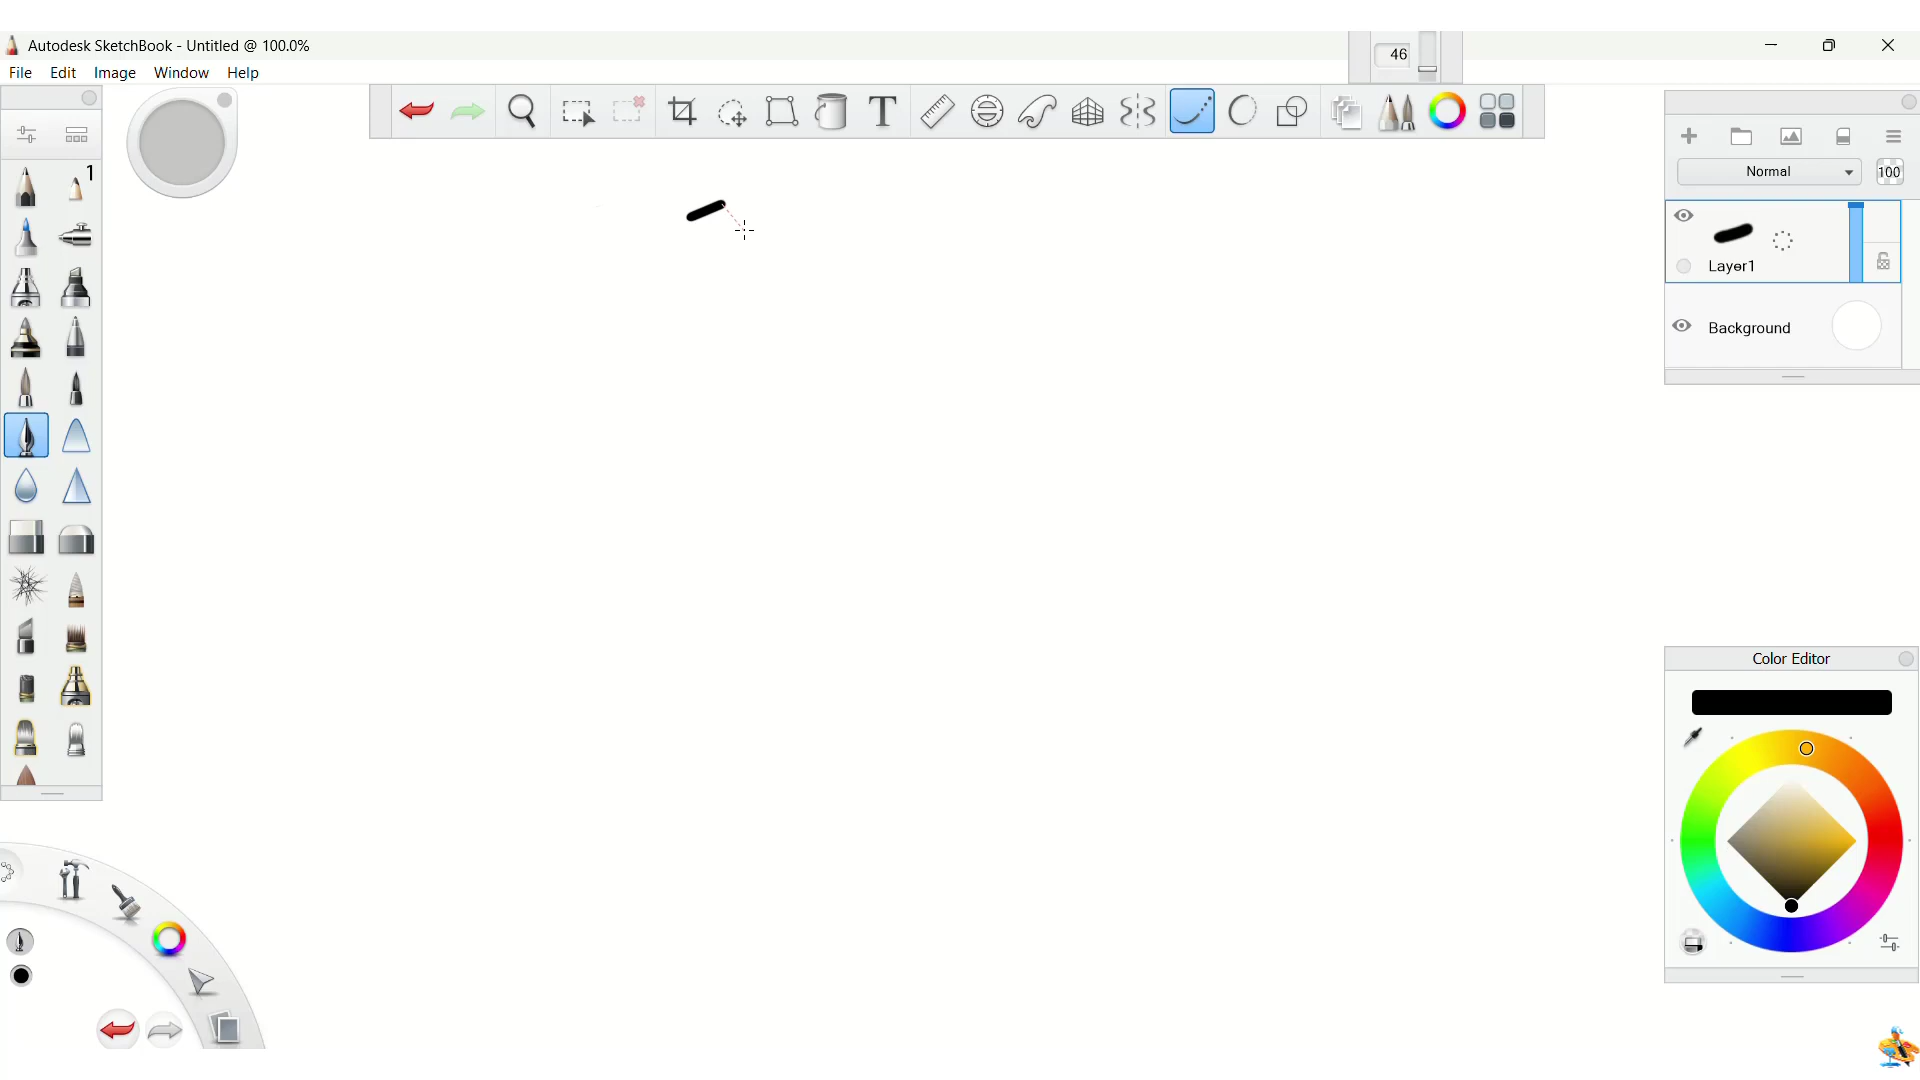 Autodesk SketchBook - Untitled @ 100.0%
46
File Edit Image Window Help
1
T
Normal 100
Layer1
Background
Color Editor